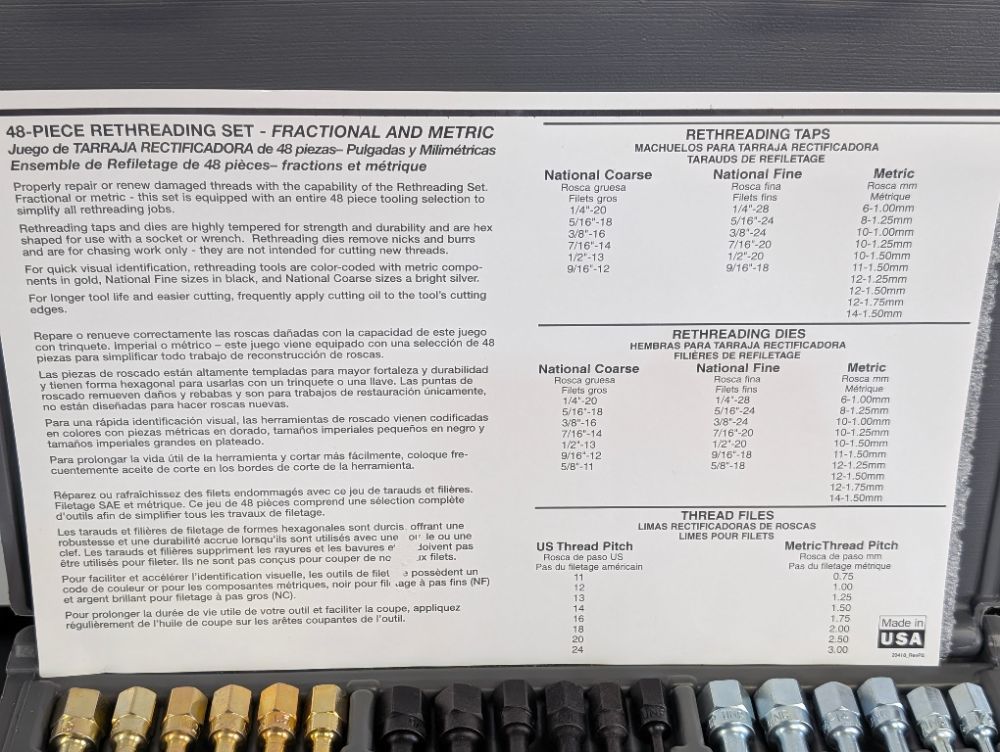 48-PIECE RETHREADING SET - FRACTIONAL AND METRIC
Juego de TARRAJA RECTIFICADORA de 48 piezas– Pulgadas y Milimétricas
Ensemble de Refiletage de 48 pièces– fractions et métrique
Properly repair or renew damaged threads with the capability of the Rethreading Set.
Fractional or metric - this set is equipped with an entire 48 piece tooling selection to
simplify all rethreading jobs.
Rethreading taps and dies are highly tempered for strength and durability and are hex
shaped for use with a socket or wrench. Rethreading dies remove nicks and burrs
and are for chasing work only - they are not intended for cutting new threads.
For quick visual identification, rethreading tools are color-coded with metric compo-
nents in gold, National Fine sizes in black, and National Coarse sizes a bright silver.
For longer tool life and easier cutting, frequently apply cutting oil to the tool's cutting
edges.
Repare o renueve correctamente las roscas dañadas con la capacidad de este juego
con trinquete. Imperial o métrico – este juego viene equipado con una selección de 48
piezas para simplificar todo trabajo de reconstrucción de roscas.
Las piezas de roscado están altamente templadas para mayor fortaleza y durabilidad
y tienen forma hexagonal para usarlas con un trinquete o una llave. Las puntas de
roscado remueven daños y rebabas y son para trabajos de restauración únicamente,
no están diseñadas para hacer roscas nuevas.
Para una rápida identificación visual, las herramientas de roscado vienen codificadas
en colores con piezas métricas en dorado, tamaños imperiales pequeños en negro y
tamaños imperiales grandes en plateado.
Para prolongar la vida útil de la herramienta y cortar más fácilmente, coloque fre-
cuentemente aceite de corte en los bordes de corte de la herramienta.
Réparez ou rafraîchissez des filets endommagés avec ce jeu de tarauds et filières.
Filetage SAE et métrique. Ce jeu de 48 pièces comprend une sélection complète
d'outils afin de simplifier tous les travaux de filetage.
Les tarauds et filières de filetage de formes hexagonales sont durcis, offrant une
robustesse et une durabilité accrue lorsqu'ils sont utilisés avec une ou une
clef. Les tarauds et filières suppriment les rayures et les bavures doivent pas
être utilisés pour fileter. Ils ne sont pas conçus pour couper de filets.
Pour faciliter et accélérer l'identification visuelle, les outils de possèdent un
code de couleur or pour les composantes métriques, noir pour à pas fins (NF)
et argent brillant pour filetage à pas gros (NC).
Pour prolonger la durée de vie utile de votre outil et faciliter la coupe, appliquez
régulièrement de l'huile de coupe sur les arêtes coupantes de l'outil.
RETHREADING TAPS
MACHUELOS PARA TARRAJA RECTIFICADORA
TARAUDS DE REFILETAGE
National Coarse National Fine Metric
Rosca gruesa Rosca fina Rosca mm
Filets gros Filets fins Métrique
1/4"-20 1/4"-28 6-1.00mm
5/16"-18 5/16"-24 8-1.25mm
3/8"-16 3/8"-24 10-1.00mm
7/16"-14 7/16"-20 10-1.25mm
1/2"-13 1/2"-20 10-1.50mm
9/16"-12 9/16"-18 11-1.50mm
12-1.25mm
12-1.50mm
12-1.75mm
14-1.50mm
RETHREADING DIES
HEMBRAS PARA TARRAJA RECTIFICADORA
FILIÈRES DE REFILETAGE
National Coarse National Fine Metric
Rosca gruesa Rosca fina Rosca mm
Filets gros Filets fins Métrique
1/4"-20 1/4"-28 6-1.00mm
5/16"-18 5/16"-24 8-1.25mm
3/8"-16 3/8"-24 10-1.00mm
7/16"-14 7/16"-20 10-1.25mm
1/2"-13 1/2"-20 10-1.50mm
9/16"-12 9/16"-18 11-1.50mm
5/8"-11 5/8"-18 12-1.25mm
12-1.50mm
12-1.75mm
14-1.50mm
THREAD FILES
LIMAS RECTIFICADORAS DE ROSCAS
LIMES POUR FILETS
US Thread Pitch MetricThread Pitch
Rosca de paso US Rosca de paso mm
Pas du filetage américain Pas du filetage métrique
11 0.75
12 1.00
13 1.25
14 1.50
16 1.75
18 2.00
20 2.50
24 3.00
Made in
USA